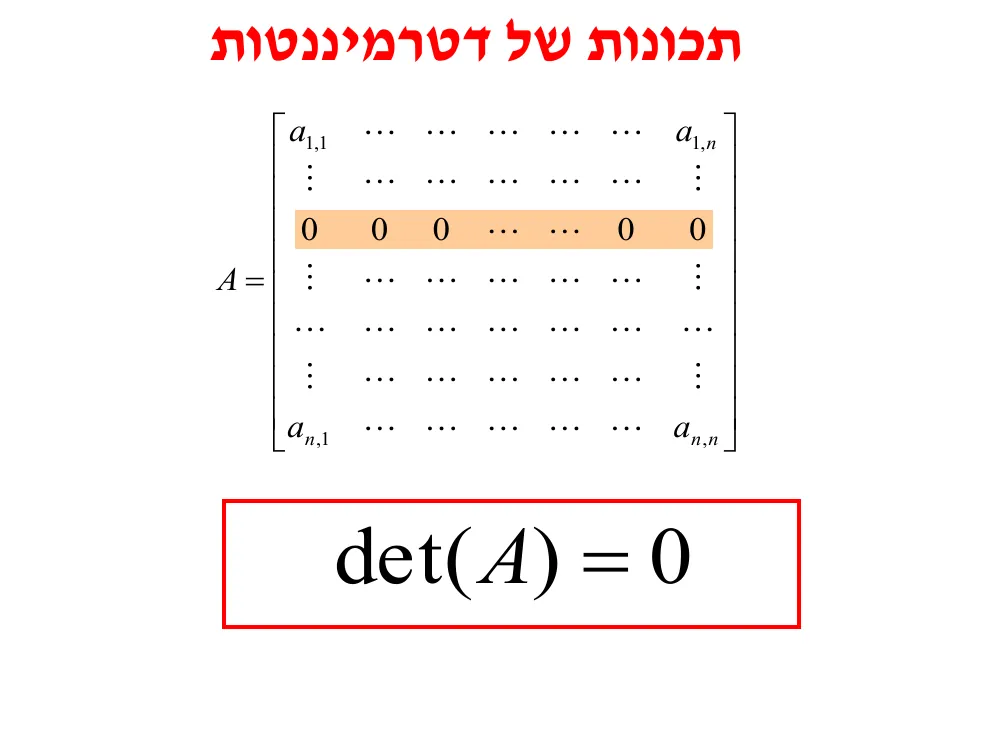 תכונות של דטרמיננטות
a1,1 ⋯ ⋯ ⋯ ⋯ ⋯ a1,n
⋮ ⋯ ⋯ ⋯ ⋯ ⋯ ⋮
0 0 0 ⋯ ⋯ 0 0
A = ⋮ ⋯ ⋯ ⋯ ⋯ ⋯ ⋮
⋯ ⋯ ⋯ ⋯ ⋯ ⋯ ⋯
⋮ ⋯ ⋯ ⋯ ⋯ ⋯ ⋮
an,1 ⋯ ⋯ ⋯ ⋯ ⋯ an,n
det(A) = 0